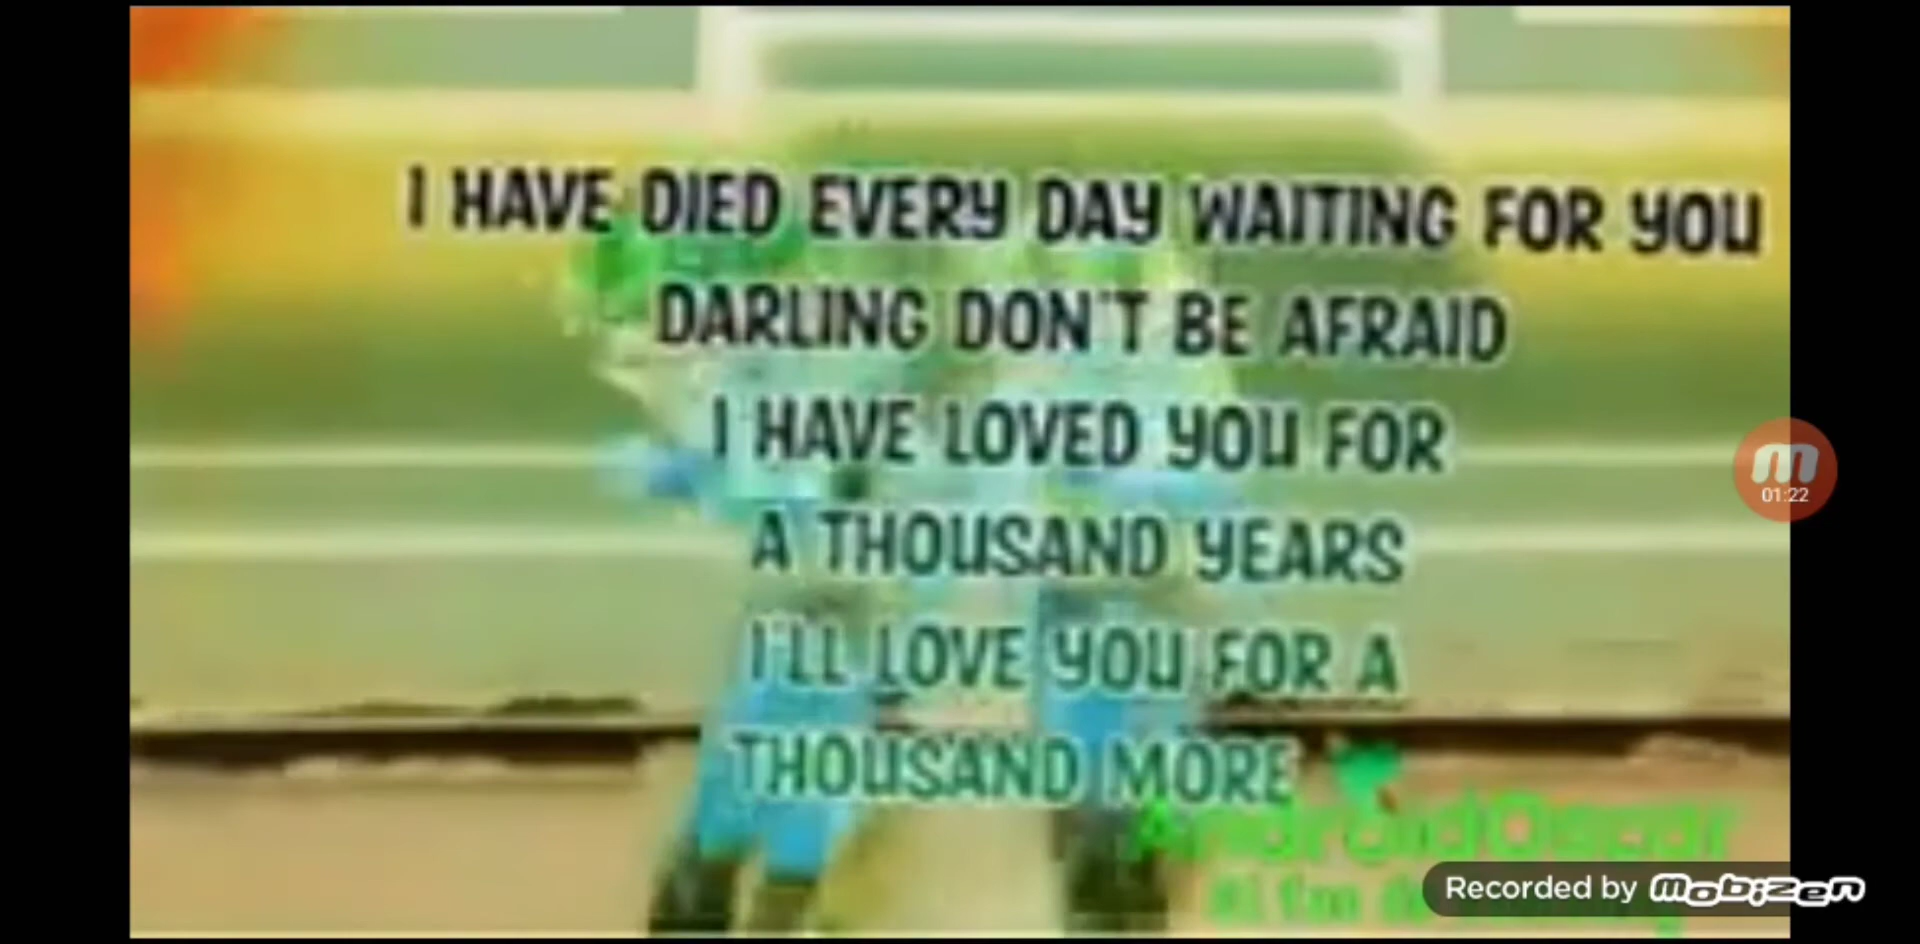 I HAVE DIED EVERY DAY WAITING FOR YOU
DARLING DON'T BE AFRAID
I HAVE LOVED YOU FOR
A THOUSAND YEARS
I'LL LOVE YOU FOR A
THOUSAND MORE
01:22
AndroidOscar
Recorded by Mobizen